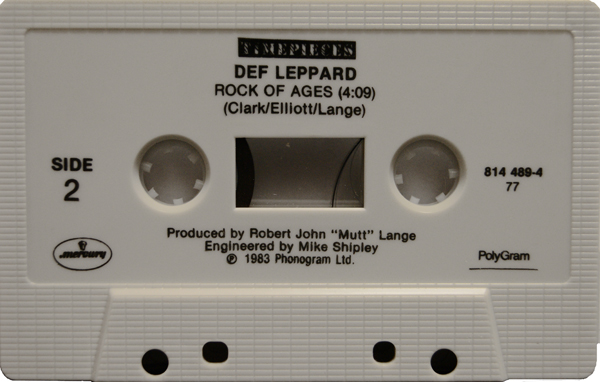 TIMEPIECES
DEF LEPPARD
ROCK OF AGES (4:09)
(Clark/Elliott/Lange)
SIDE
2
814 489-4
77
Produced by Robert John "Mutt" Lange
Engineered by Mike Shipley
℗ 1983 Phonogram Ltd.
mercury
PolyGram